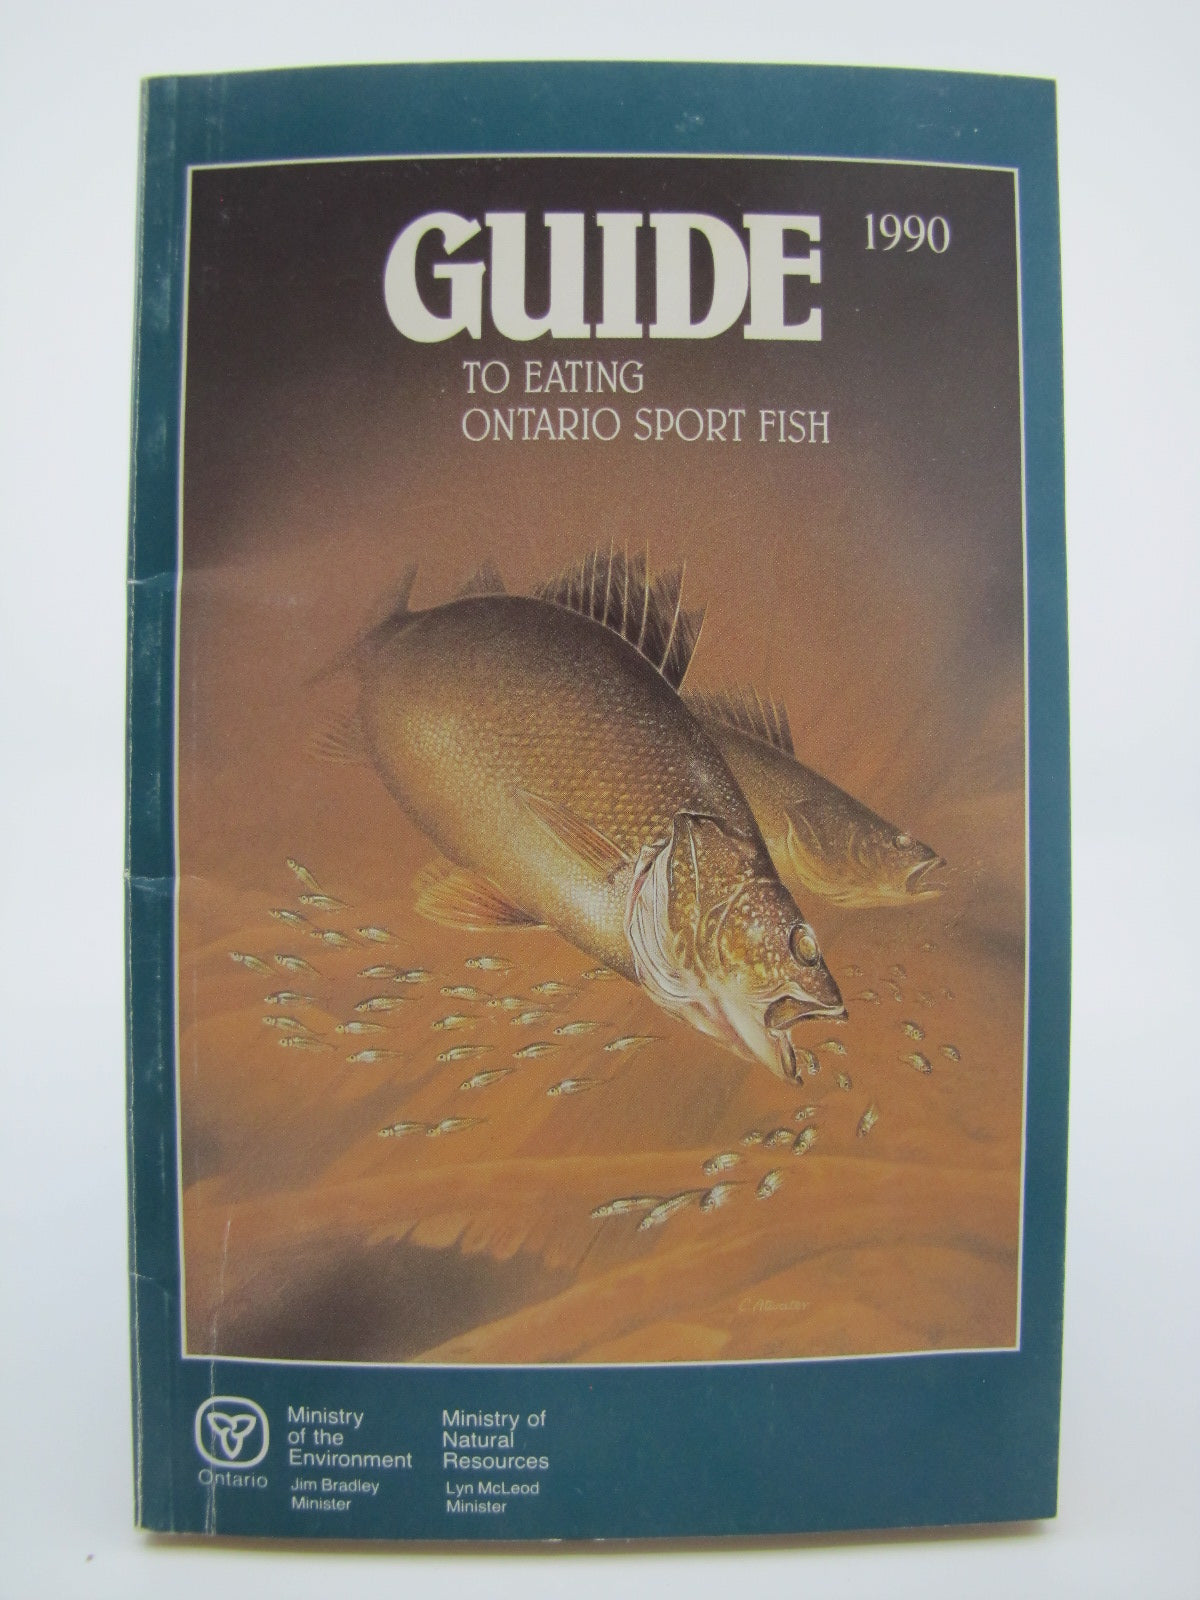 GUIDE 1990
TO EATING
ONTARIO SPORT FISH
C. Atwater
Ontario
Ministry
of the
Environment
Jim Bradley
Minister
Ministry of
Natural
Resources
Lyn McLeod
Minister